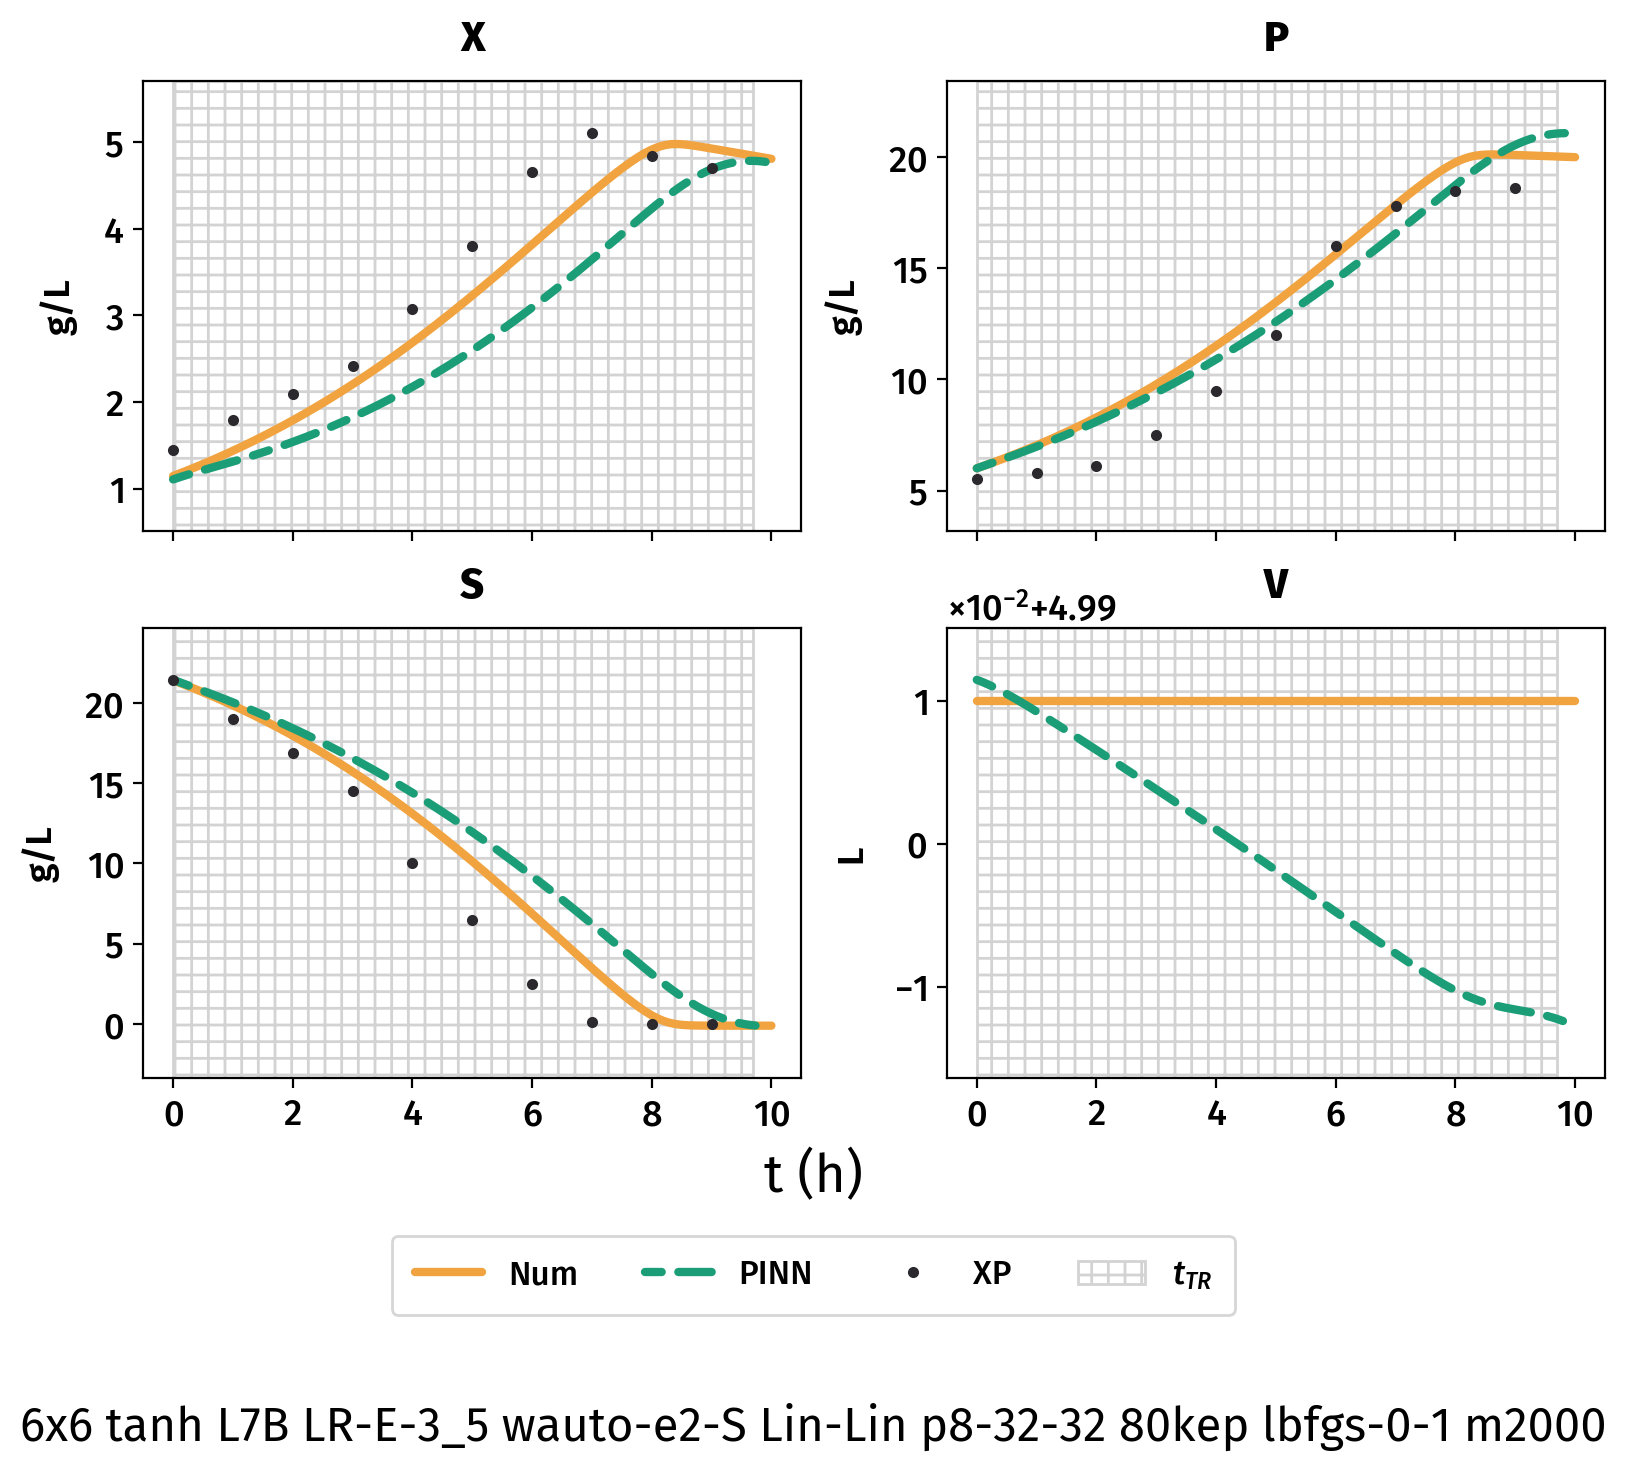 X
P
g/L
5
4
3
2
1
g/L
20
15
10
5
S
V
×10⁻²+4.99
g/L
20
15
10
5
0
L
1
0
−1
0 2 4 6 8 10
0 2 4 6 8 10
t (h)
Num PINN XP t_TR
6x6 tanh L7B LR-E-3_5 wauto-e2-S Lin-Lin p8-32-32 80kep lbfgs-0-1 m2000